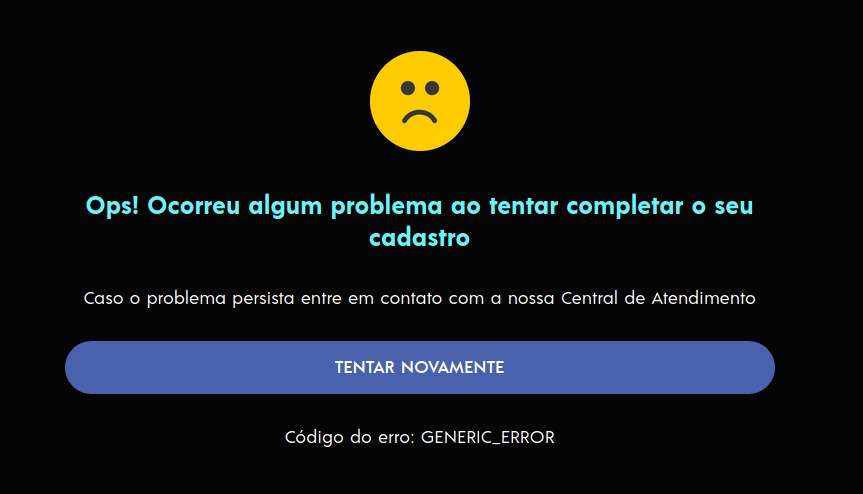 Ops! Ocorreu algum problema ao tentar completar o seu
cadastro
Caso o problema persista entre em contato com a nossa Central de Atendimento
TENTAR NOVAMENTE
Código do erro: GENERIC_ERROR